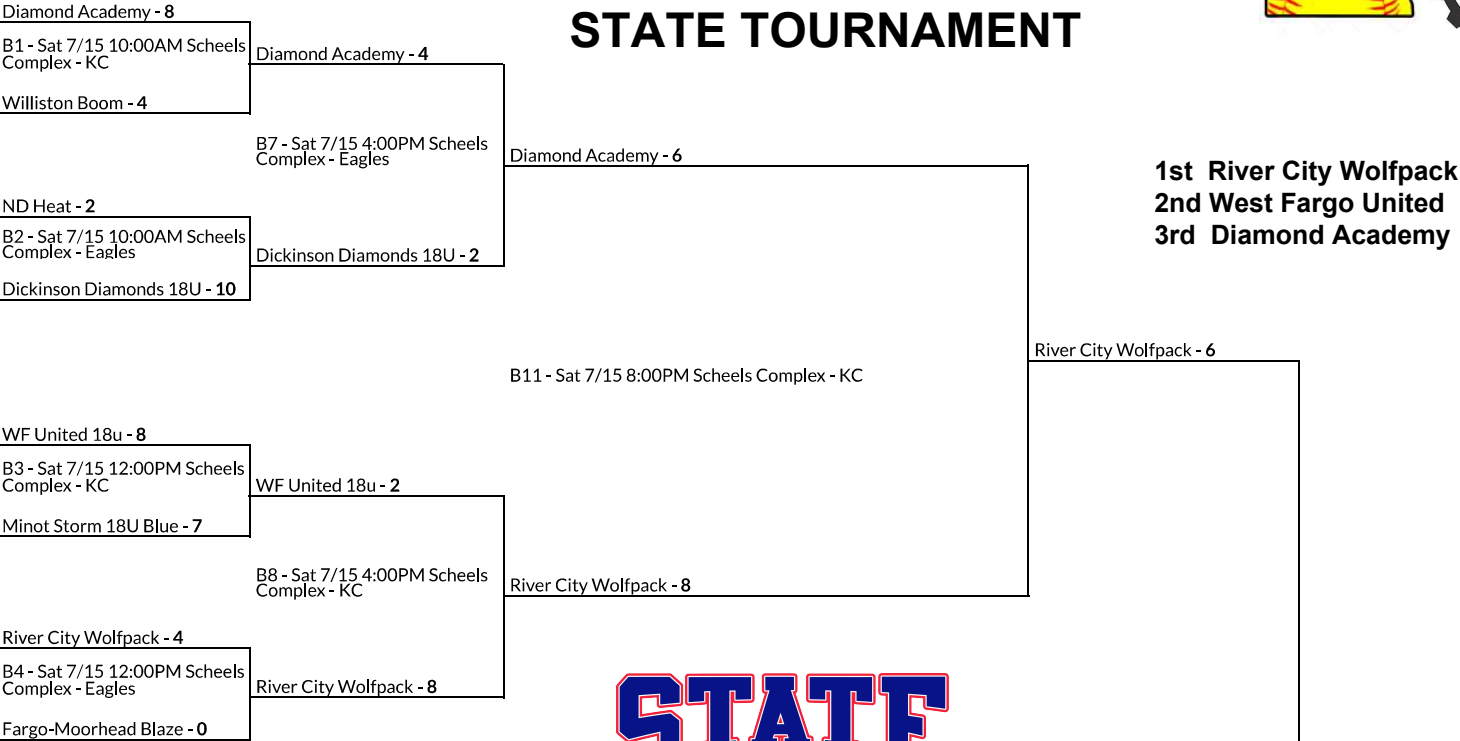 STATE TOURNAMENT
Diamond Academy - 8
B1 - Sat 7/15 10:00AM Scheels
Complex - KC
Williston Boom - 4
Diamond Academy - 4
B7 - Sat 7/15 4:00PM Scheels
Complex - Eagles
ND Heat - 2
B2 - Sat 7/15 10:00AM Scheels
Complex - Eagles
Dickinson Diamonds 18U - 10
Dickinson Diamonds 18U - 2
Diamond Academy - 6
1st River City Wolfpack
2nd West Fargo United
3rd Diamond Academy
B11 - Sat 7/15 8:00PM Scheels Complex - KC
River City Wolfpack - 6
WF United 18u - 8
B3 - Sat 7/15 12:00PM Scheels
Complex - KC
Minot Storm 18U Blue - 7
WF United 18u - 2
B8 - Sat 7/15 4:00PM Scheels
Complex - KC
River City Wolfpack - 8
River City Wolfpack - 4
B4 - Sat 7/15 12:00PM Scheels
Complex - Eagles
Fargo-Moorhead Blaze - 0
River City Wolfpack - 8
STATE